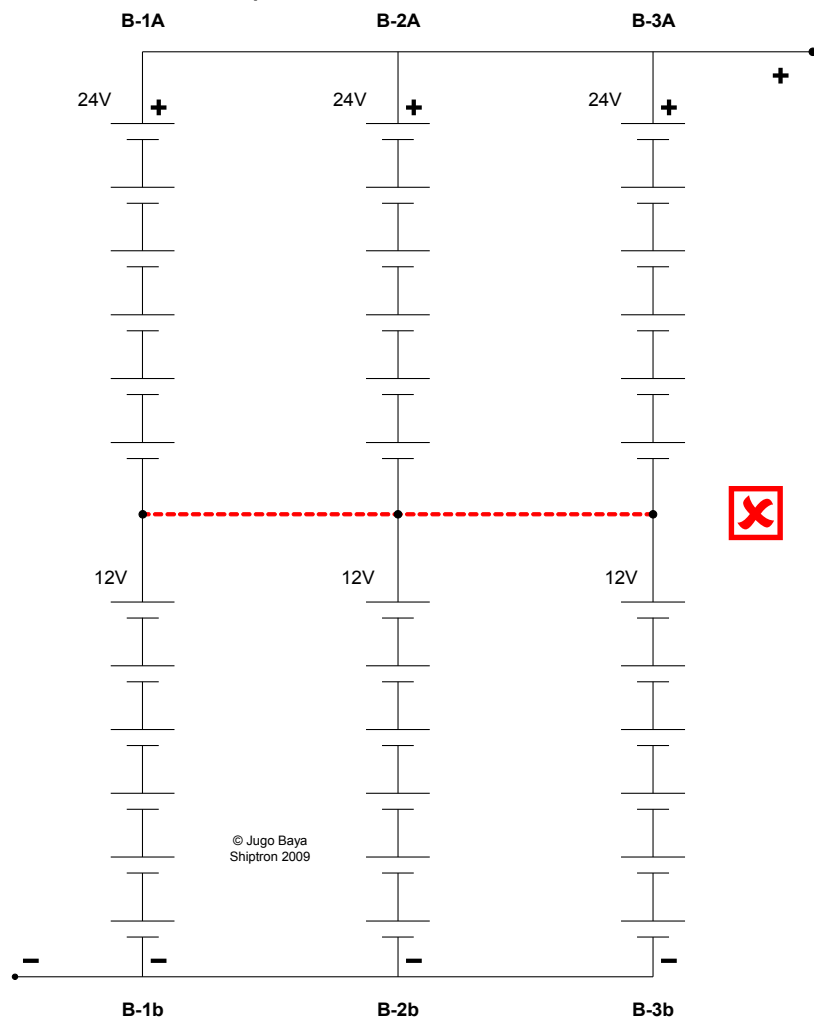 B-1A B-2A B-3A
+
24V + 24V + 24V +
12V 12V 12V
© Jugo Baya
Shiptron 2009
− − − −
B-1b B-2b B-3b